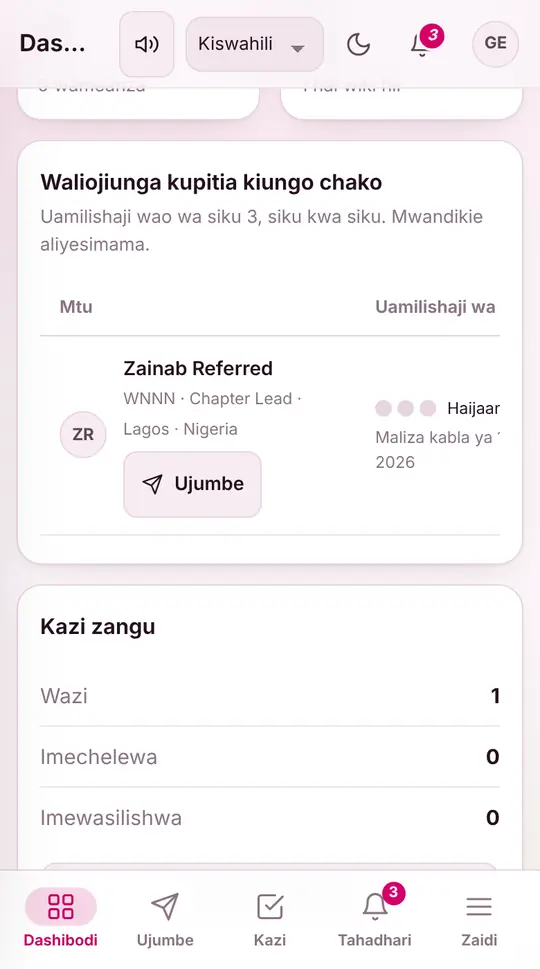 Das...
Kiswahili
3
GE
Waliojiunga kupitia kiungo chako
Uamilishaji wao wa siku 3, siku kwa siku. Mwandikie
aliyesimama.
Mtu
Uamilishaji wa
ZR
Zainab Referred
WNNN · Chapter Lead ·
Lagos · Nigeria
Ujumbe
Haijaan
Maliza kabla ya
2026
Kazi zangu
Wazi
1
Imechelewa
0
Imewasilishwa
0
3
Dashibodi
Ujumbe
Kazi
Tahadhari
Zaidi